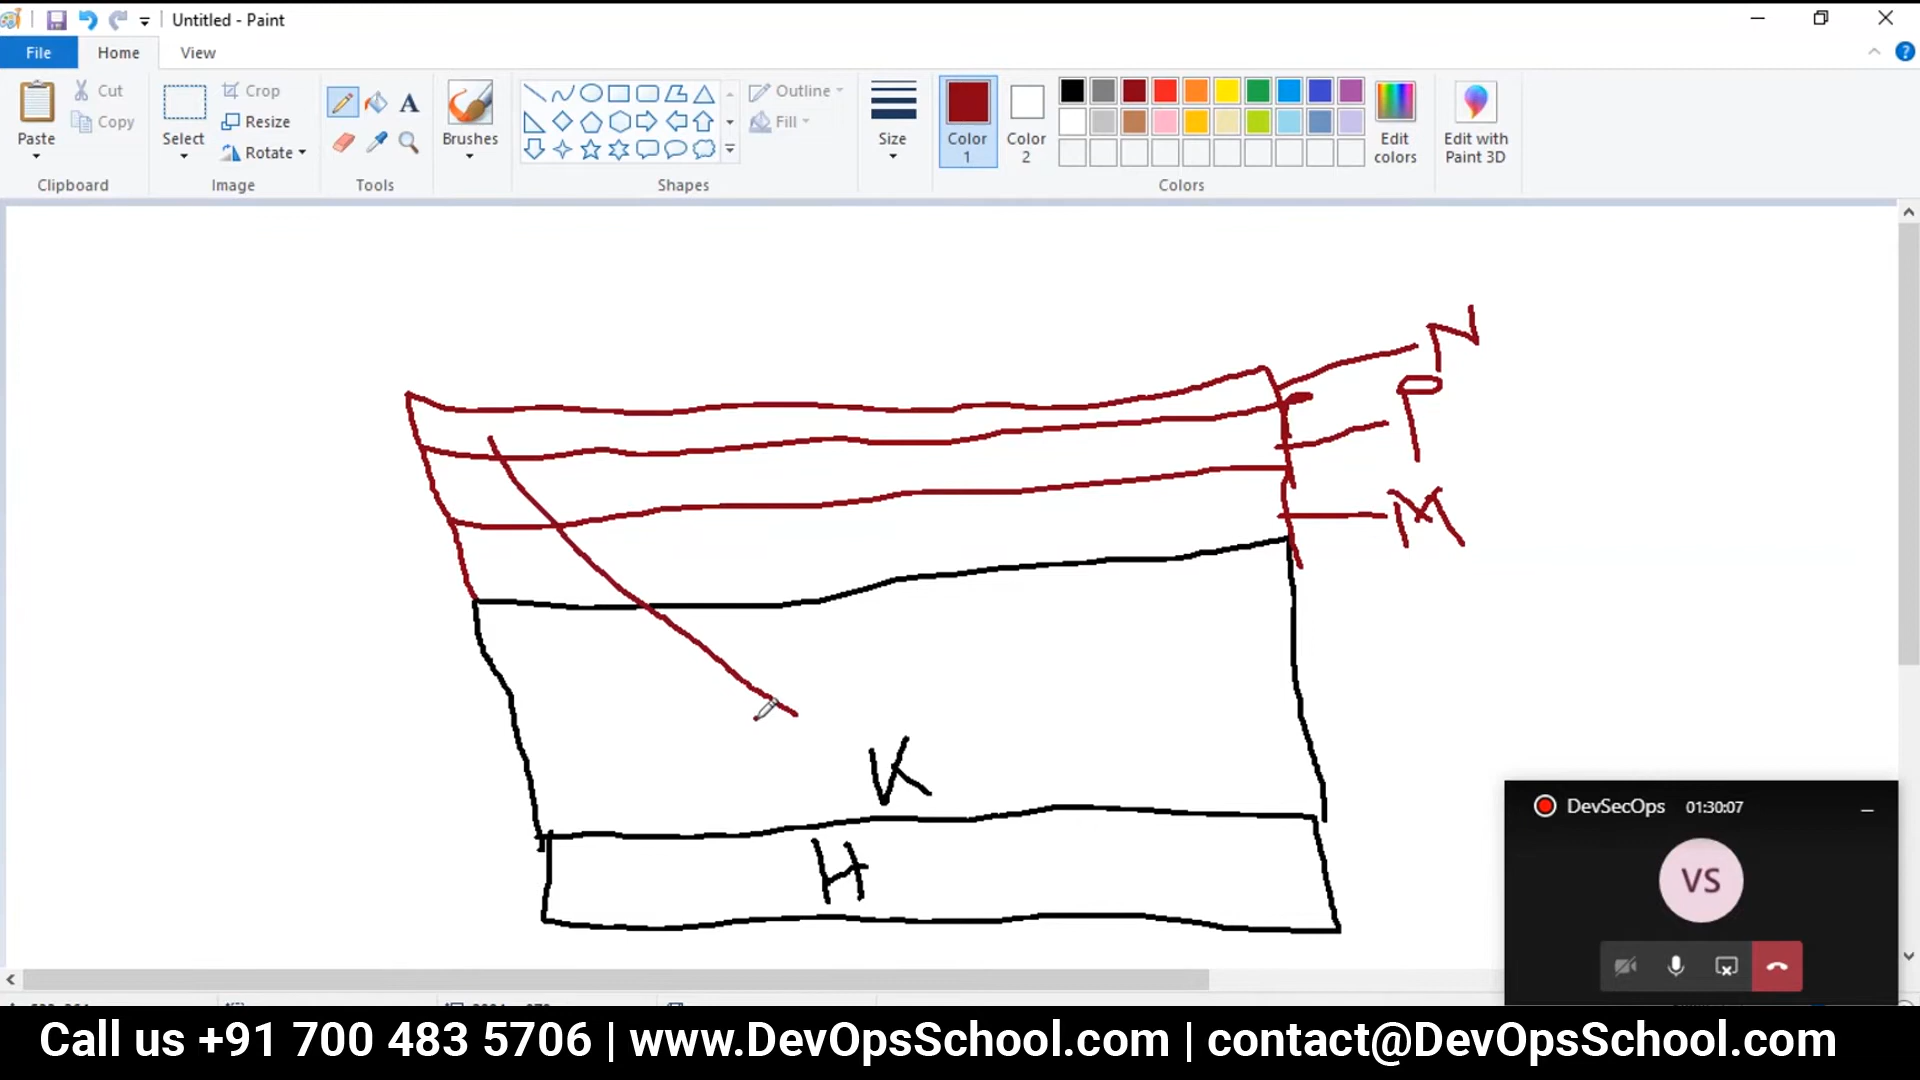 Untitled - Paint
File Home View
Paste
Cut
Copy
Clipboard
Select
Crop
Resize
Rotate
Image
A
Tools
Brushes
Shapes
Outline
Fill
Size
Color 1
Color 2
Colors
Edit colors
Edit with Paint 3D
N
P
M
K
H
DevSecOps 01:30:07
VS
Call us +91 700 483 5706 | www.DevOpsSchool.com | contact@DevOpsSchool.com